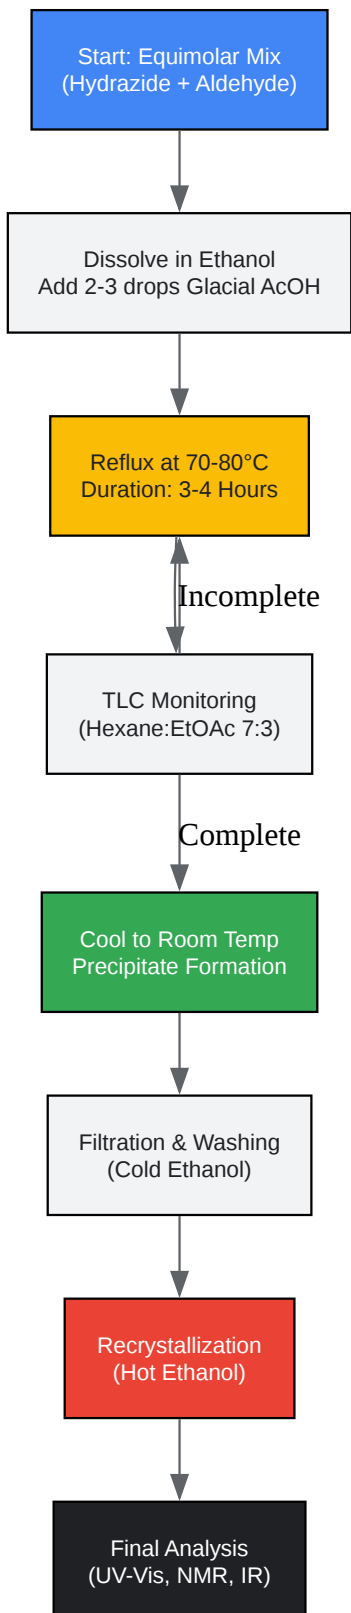 Start: Equimolar Mix
(Hydrazide + Aldehyde)
Dissolve in Ethanol
Add 2-3 drops Glacial AcOH
Reflux at 70-80°C
Duration: 3-4 Hours
Incomplete
TLC Monitoring
(Hexane:EtOAc 7:3)
Complete
Cool to Room Temp
Precipitate Formation
Filtration & Washing
(Cold Ethanol)
Recrystallization
(Hot Ethanol)
Final Analysis
(UV-Vis, NMR, IR)